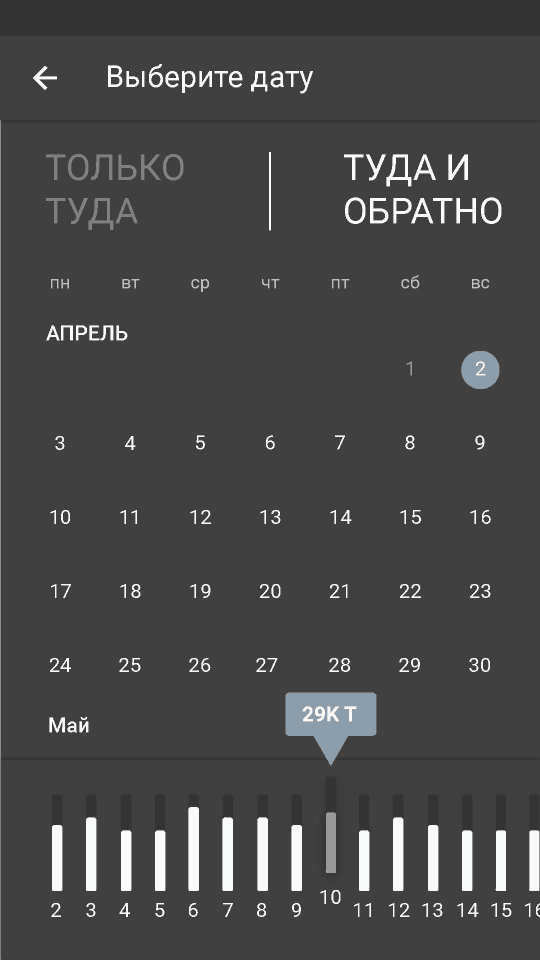 Выберите дату
ТОЛЬКО
ТУДА
ТУДА И
ОБРАТНО
пн вт ср чт пт сб вс
АПРЕЛЬ
1 2
3 4 5 6 7 8 9
10 11 12 13 14 15 16
17 18 19 20 21 22 23
24 25 26 27 28 29 30
Май
29К Т
2 3 4 5 6 7 8 9 10 11 12 13 14 15 16